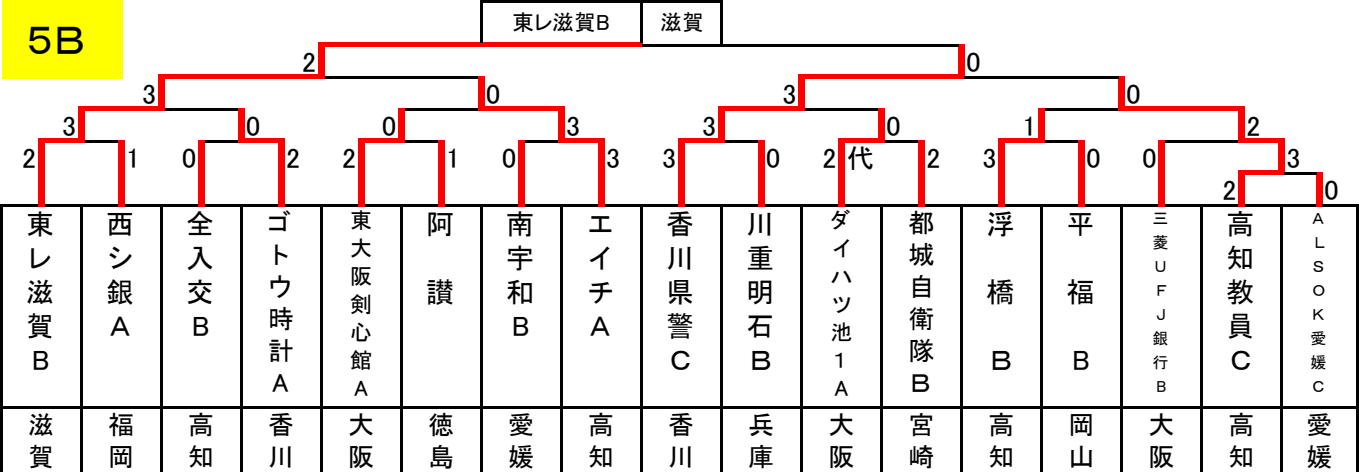 5B
東レ滋賀B 滋賀
2 0
3 0 3 0
3 0 0 3 3 0 1 2
2 1 0 2 2 1 0 3 3 0 2 代 2 3 0 0 3
2 0
東レ滋賀B
西シ銀A
全入交B
ゴトウ時計A
東大阪剣心館A
阿讃
南宇和B
エイチA
香川県警C
川重明石B
ダイハツ池1A
都城自衛隊B
浮橋B
平福B
三菱UFJ銀行B
高知教員C
ALSOK愛媛C
滋賀
福岡
高知
香川
大阪
徳島
愛媛
高知
香川
兵庫
大阪
宮崎
高知
岡山
大阪
高知
愛媛